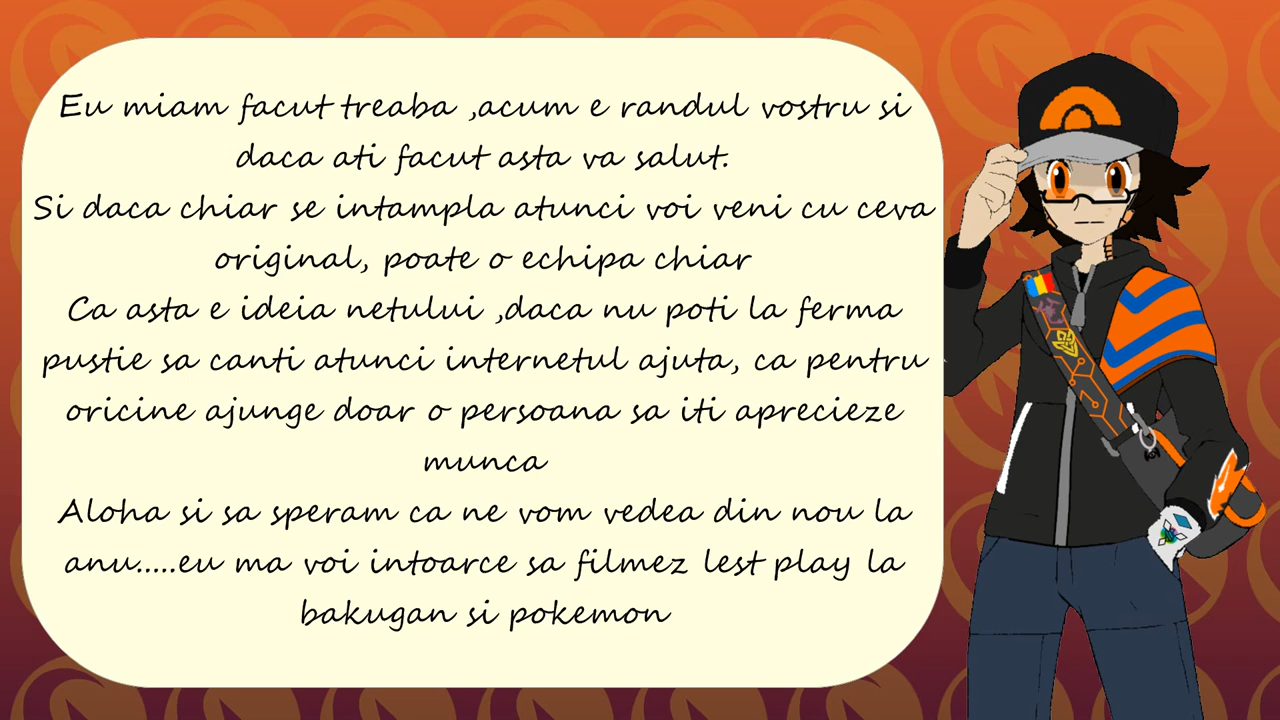 Eu miam facut treaba ,acum e randul vostru si
daca ati facut asta va salut.
Si daca chiar se intampla atunci voi veni cu ceva
original, poate o echipa chiar
Ca asta e ideia netului ,daca nu poti la ferma
pustie sa canti atunci internetul ajuta, ca pentru
oricine ajunge doar o persoana sa iti aprecieze
munca
Aloha si sa speram ca ne vom vedea din nou la
anu.....eu ma voi intoarce sa filmez lest play la
bakugan si pokemon